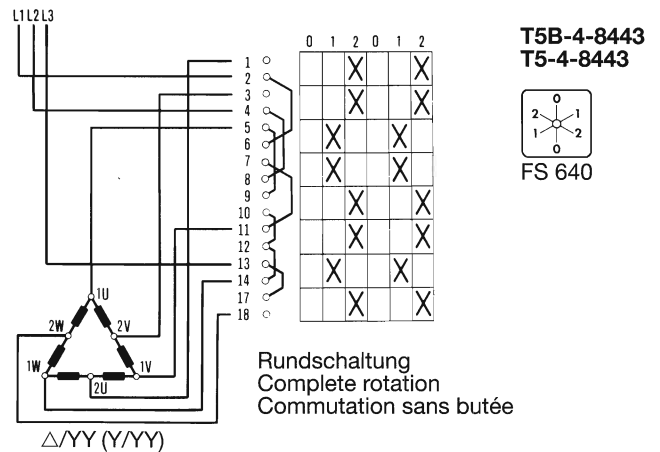 L1 L2 L3
0 1 2 0 1 2
1
2
3
4
5
6
7
8
9
10
11
12
13
14
17
18
X X
X X
X X
X X
X X
X X
X X
X X
T5B-4-8443
T5-4-8443
0
2 1
1 2
0
FS 640
1U
2W 2V
1W 1V
2U
△/YY (Y/YY)
Rundschaltung
Complete rotation
Commutation sans butée